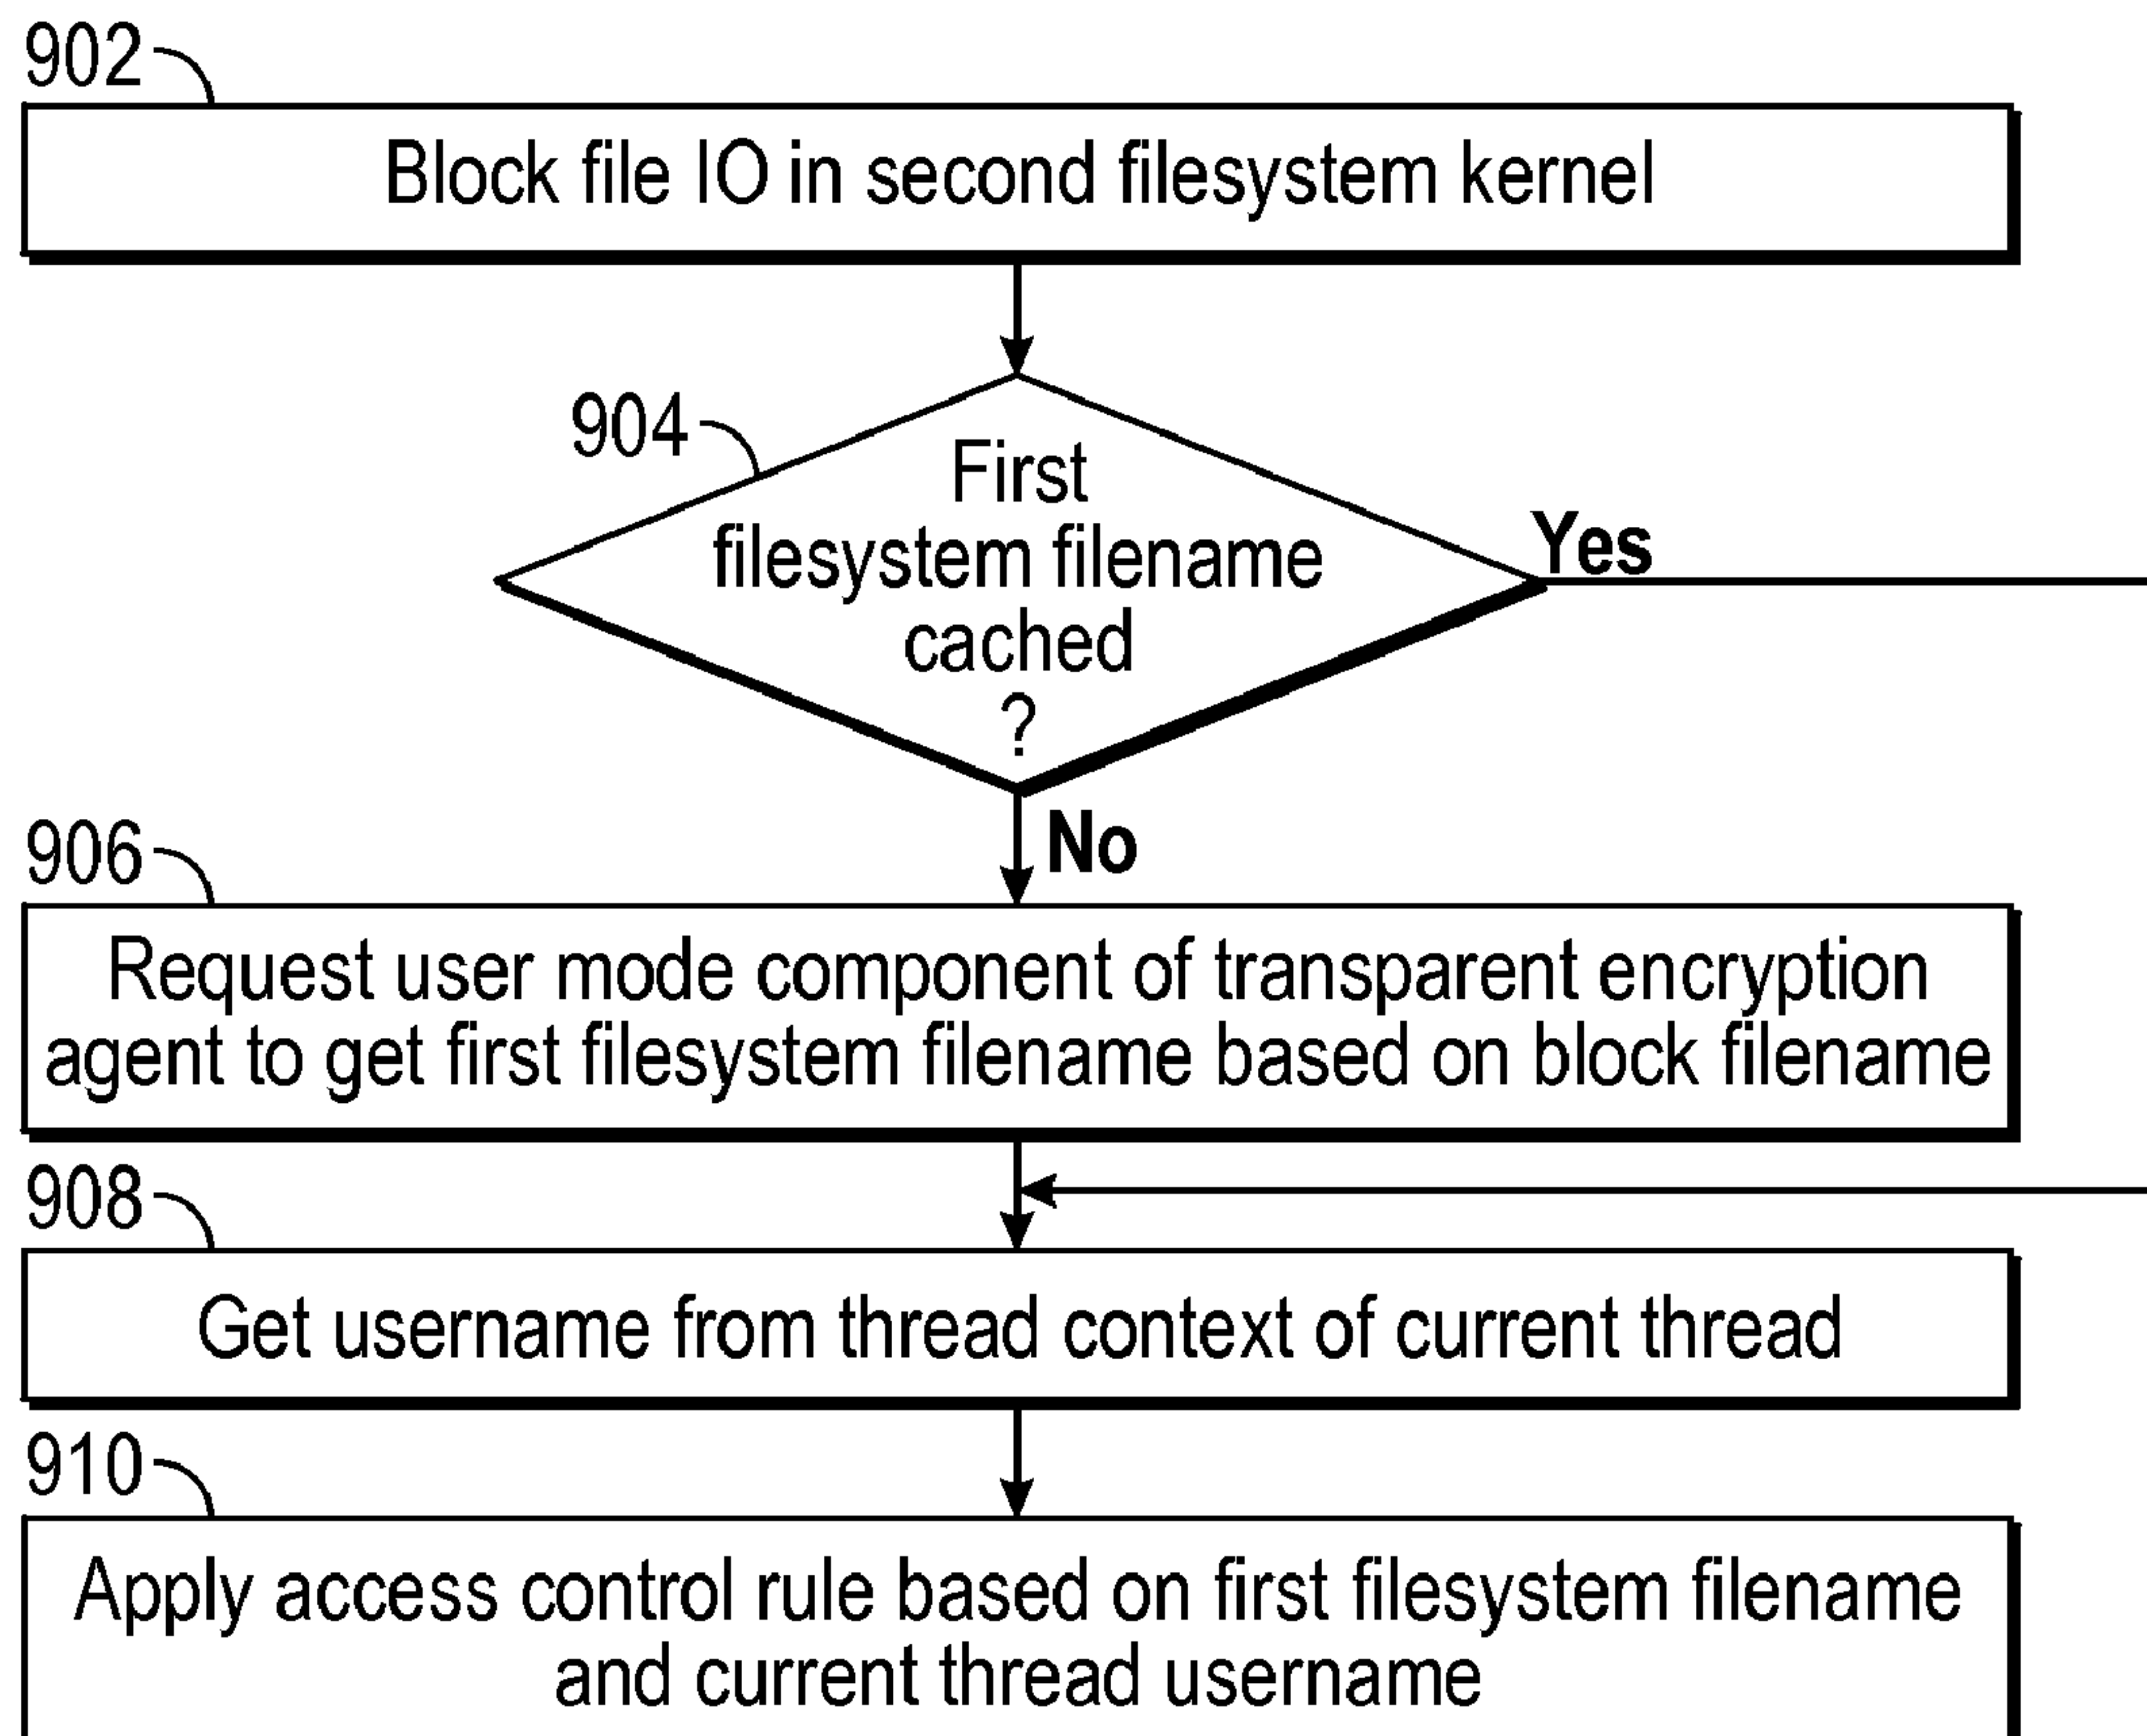 902
Block file IO in second filesystem kernel
904
First
filesystem filename
cached
?
Yes
No
906
Request user mode component of transparent encryption
agent to get first filesystem filename based on block filename
908
Get username from thread context of current thread
910
Apply access control rule based on first filesystem filename
and current thread username